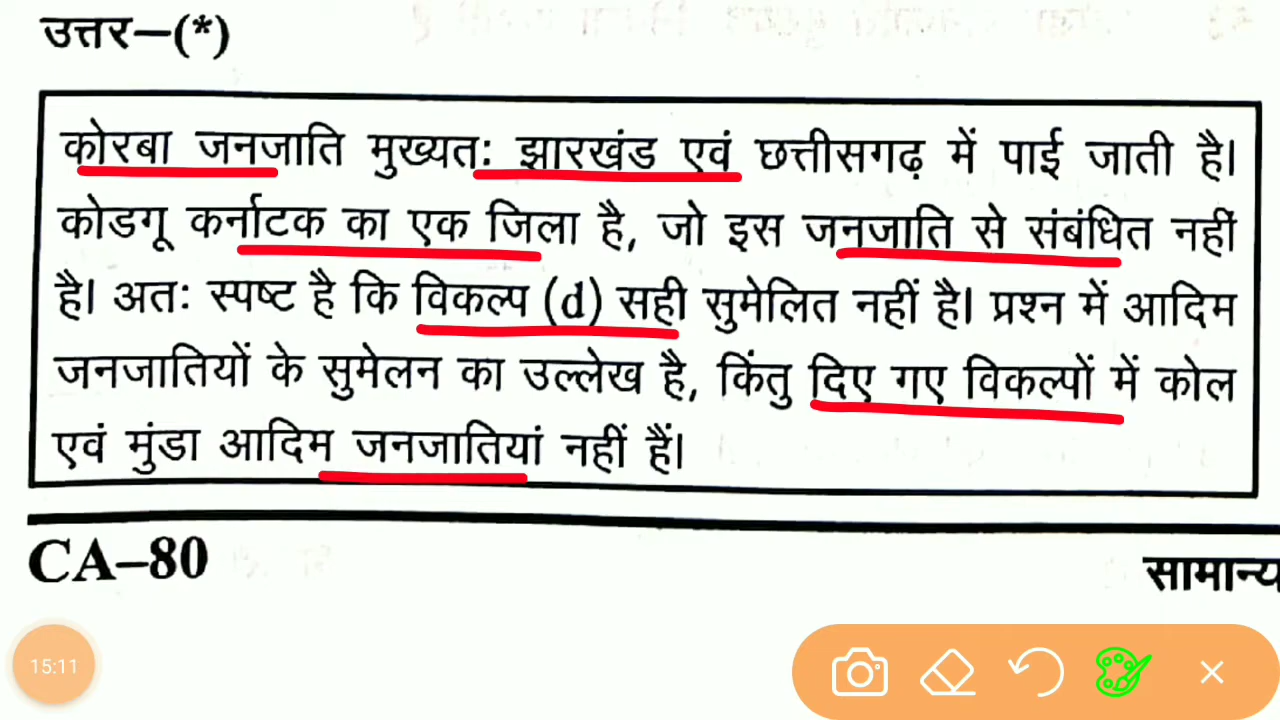 उत्तर–(*)
कोरबा जनजाति मुख्यतः झारखंड एवं छत्तीसगढ़ में पाई जाती है।
कोडगू कर्नाटक का एक जिला है, जो इस जनजाति से संबंधित नहीं
है। अतः स्पष्ट है कि विकल्प (d) सही सुमेलित नहीं है। प्रश्न में आदिम
जनजातियों के सुमेलन का उल्लेख है, किंतु दिए गए विकल्पों में कोल
एवं मुंडा आदिम जनजातियां नहीं हैं।
CA–80
सामान्य
15:11